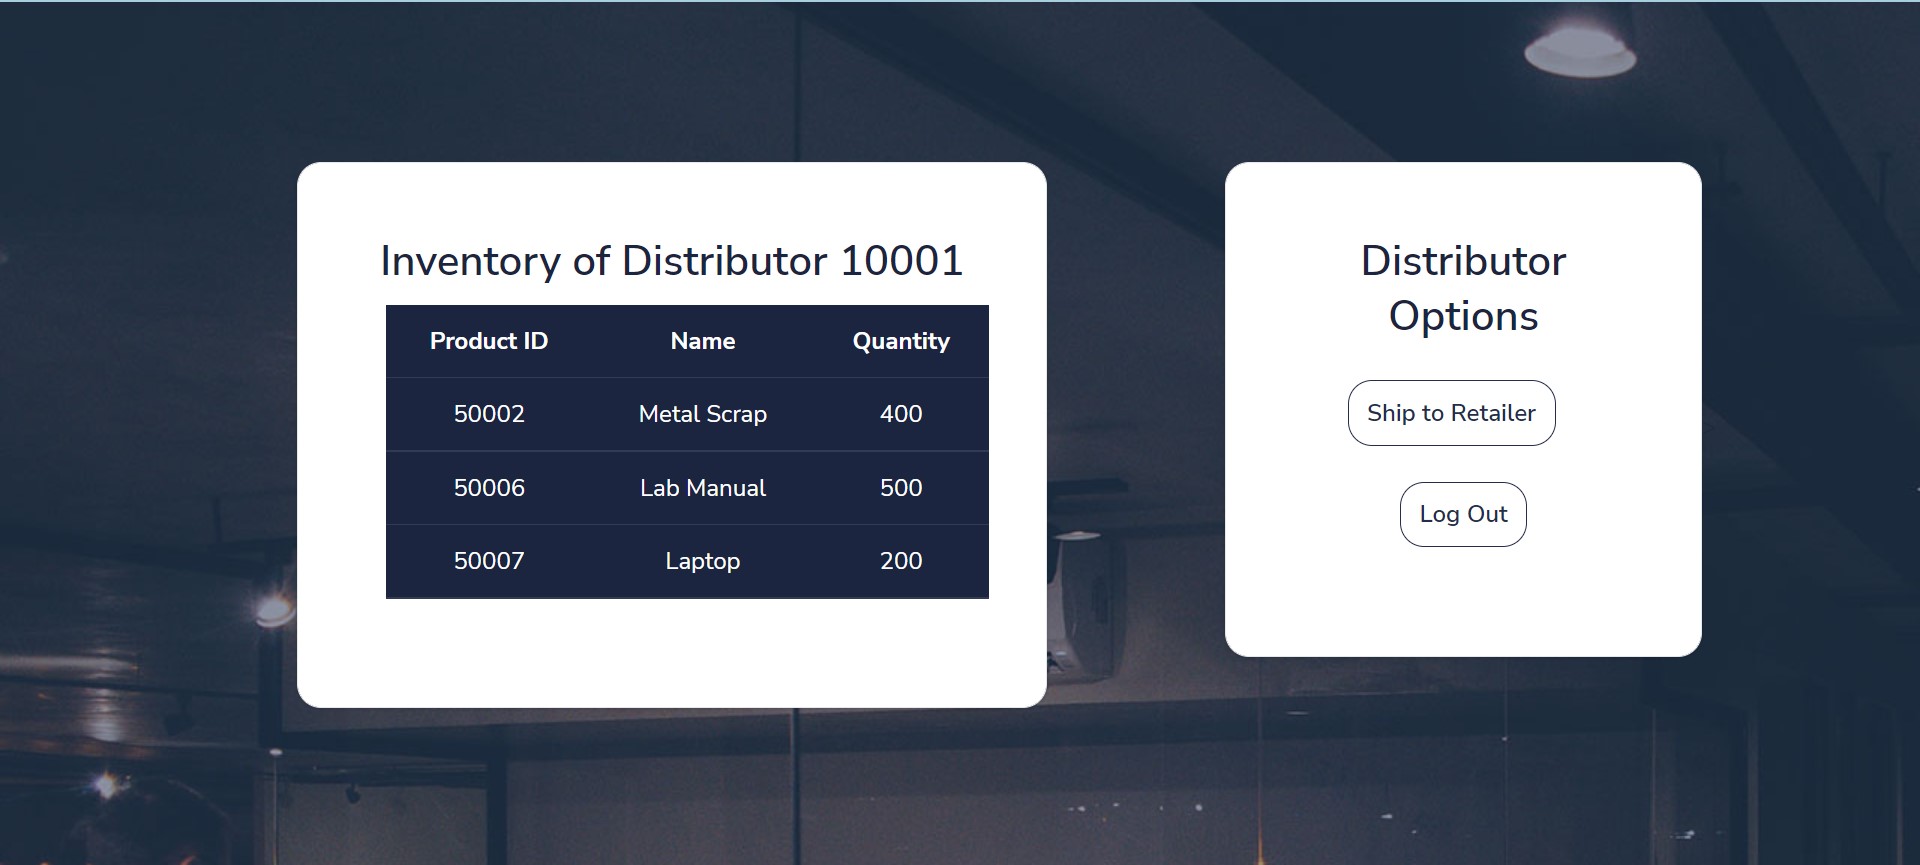 Inventory of Distributor 10001
Product ID Name Quantity
50002 Metal Scrap 400
50006 Lab Manual 500
50007 Laptop 200
Distributor
Options
Ship to Retailer
Log Out